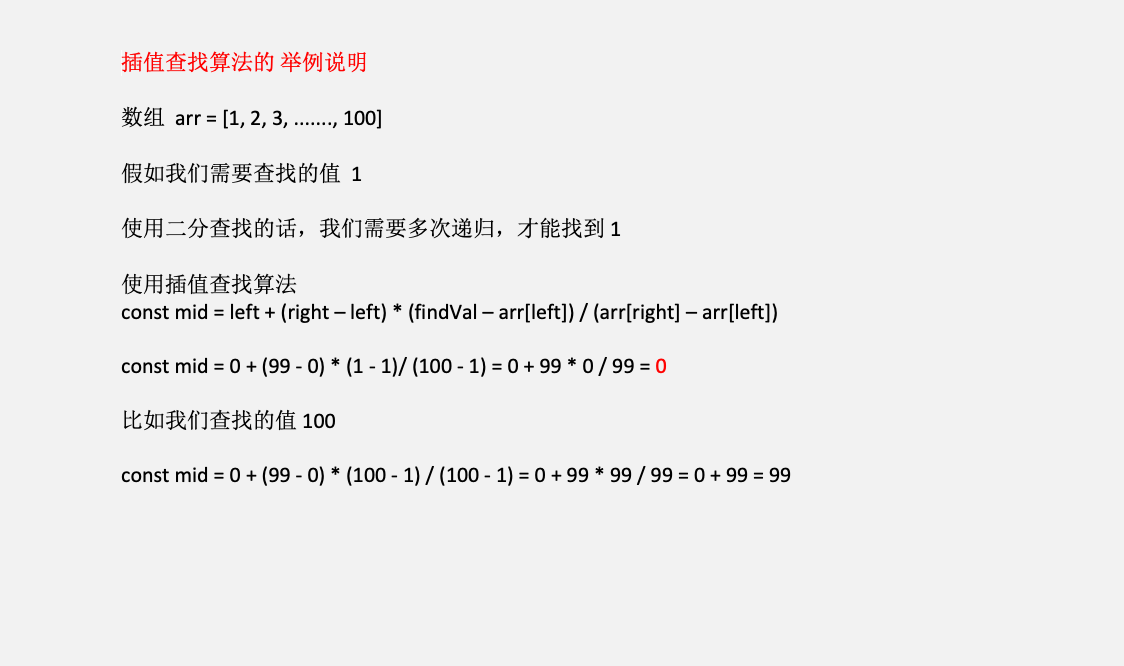 插值查找算法的 举例说明
数组 arr = [1, 2, 3, ......., 100]
假如我们需要查找的值 1
使用二分查找的话，我们需要多次递归，才能找到 1
使用插值查找算法
const mid = left + (right – left) * (findVal – arr[left]) / (arr[right] – arr[left])
const mid = 0 + (99 - 0) * (1 - 1)/ (100 - 1) = 0 + 99 * 0 / 99 = 0
比如我们查找的值 100
const mid = 0 + (99 - 0) * (100 - 1) / (100 - 1) = 0 + 99 * 99 / 99 = 0 + 99 = 99